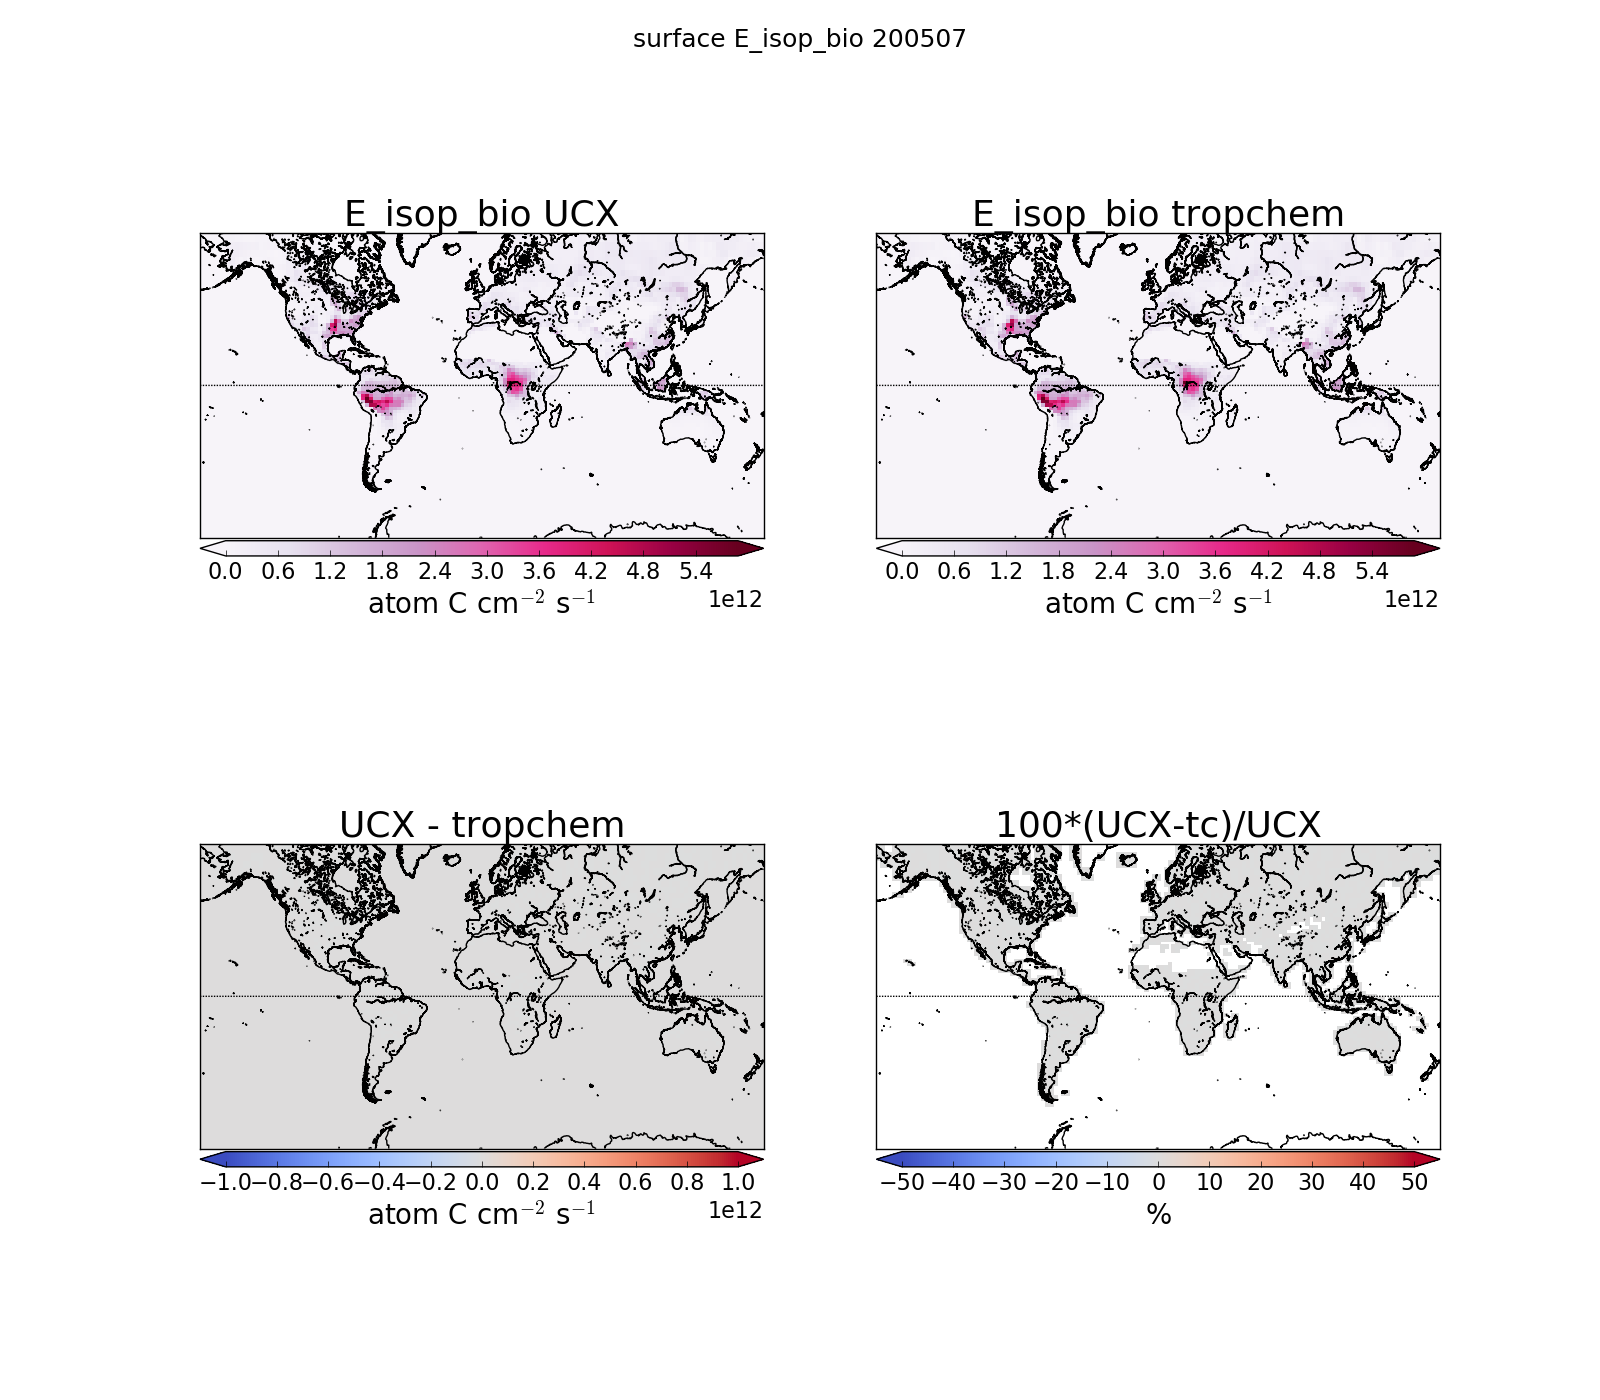 surface E_isop_bio 200507
E_isop_bio UCX
E_isop_bio tropchem
0.0 0.6 1.2 1.8 2.4 3.0 3.6 4.2 4.8 5.4
1e12
atom C cm⁻² s⁻¹
0.0 0.6 1.2 1.8 2.4 3.0 3.6 4.2 4.8 5.4
1e12
atom C cm⁻² s⁻¹
UCX - tropchem
100*(UCX-tc)/UCX
−1.0 −0.8 −0.6 −0.4 −0.2 0.0 0.2 0.4 0.6 0.8 1.0
1e12
atom C cm⁻² s⁻¹
−50 −40 −30 −20 −10 0 10 20 30 40 50
%